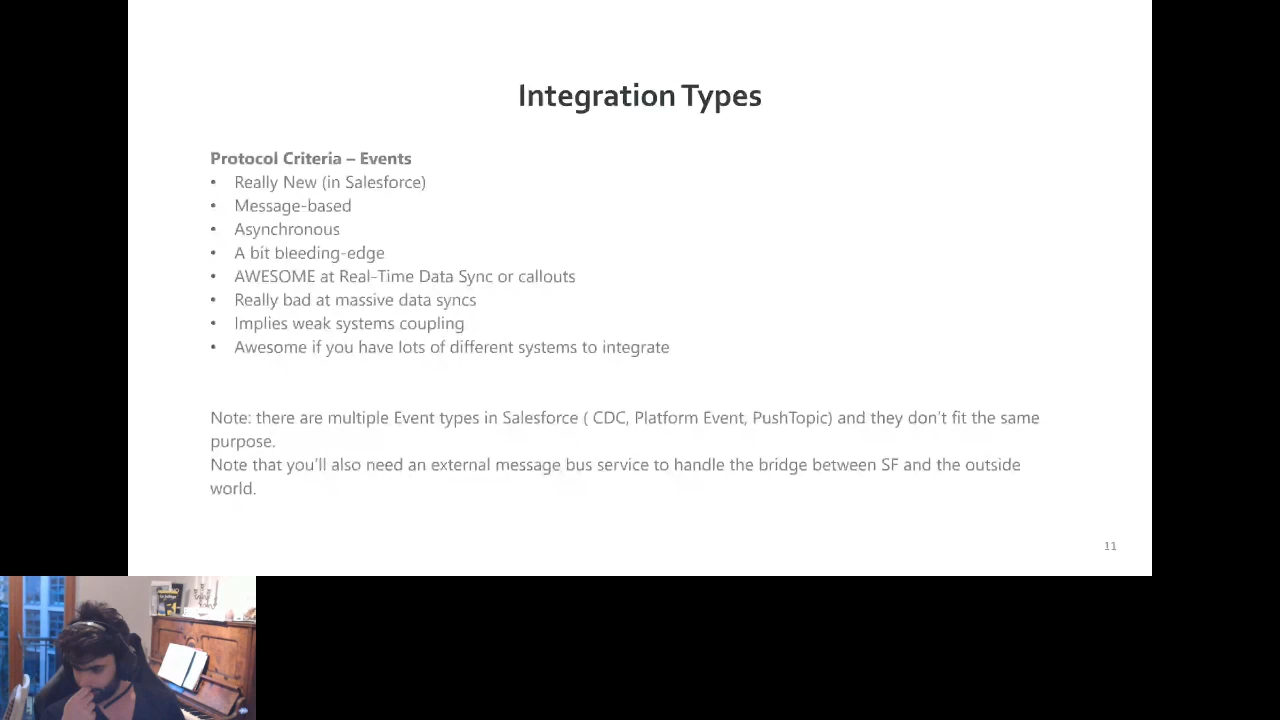 Integration Types
Protocol Criteria – Events
• Really New (in Salesforce)
• Message-based
• Asynchronous
• A bit bleeding-edge
• AWESOME at Real-Time Data Sync or callouts
• Really bad at massive data syncs
• Implies weak systems coupling
• Awesome if you have lots of different systems to integrate
Note: there are multiple Event types in Salesforce ( CDC, Platform Event, PushTopic) and they don't fit the same
purpose.
Note that you'll also need an external message bus service to handle the bridge between SF and the outside
world.
11